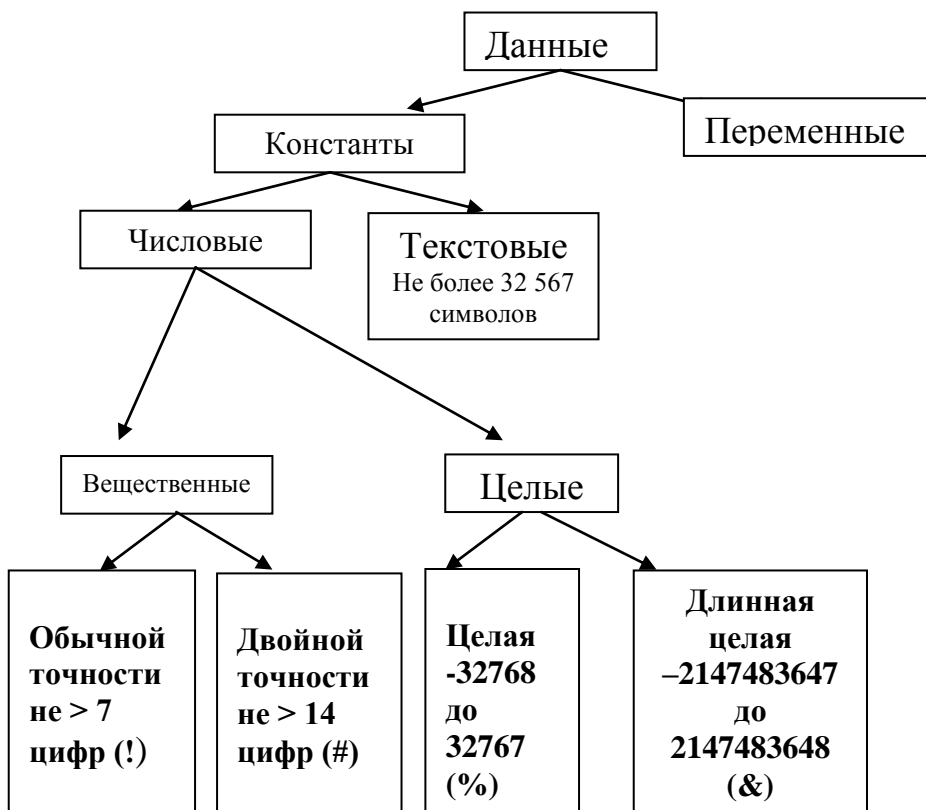 Данные
Константы
Переменные
Числовые
Текстовые
Не более 32 567
символов
Вещественные
Целые
Обычной
точности
не > 7
цифр (!)
Двойной
точности
не > 14
цифр (#)
Целая
-32768
до
32767
(%)
Длинная
целая
–2147483647
до
2147483648
(&)